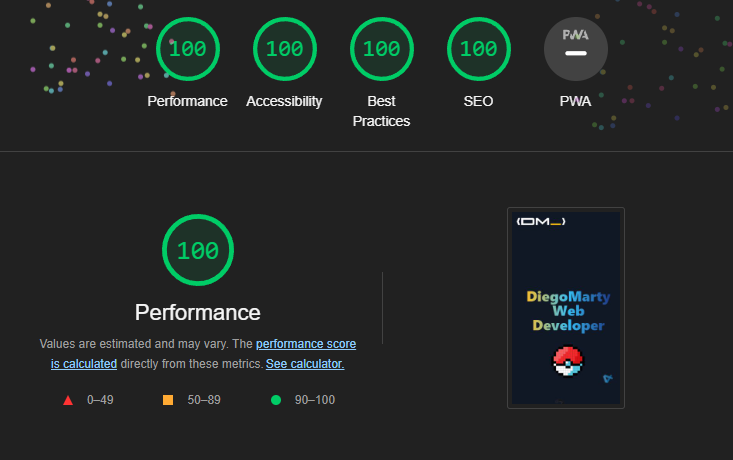 100 100 100 100 PWA
Performance Accessibility Best Practices SEO PWA
100
Performance
Values are estimated and may vary. The performance score
is calculated directly from these metrics. See calculator.
0–49 50–89 90–100
(DM_)
DiegoMarty
Web
Developer